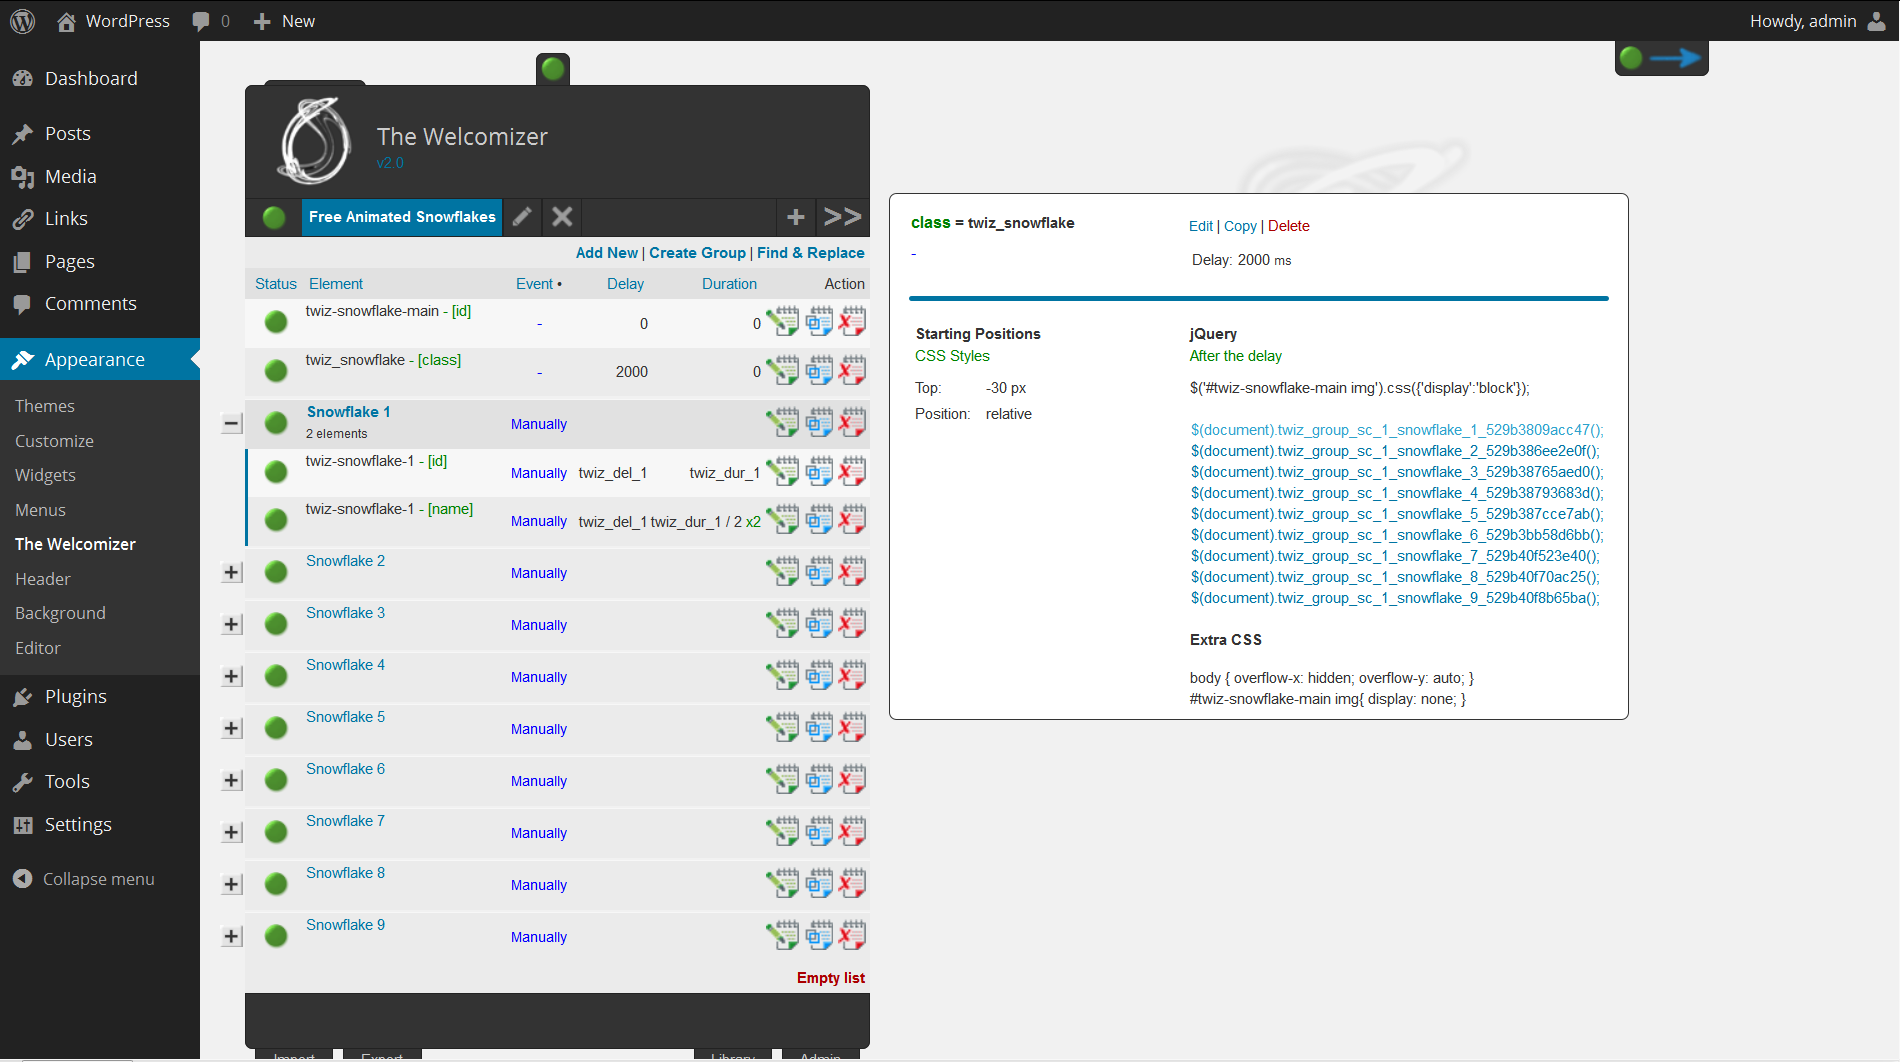 WordPress
0
New
Howdy, admin
Dashboard
Posts
Media
Links
Pages
Comments
Appearance
Themes
Customize
Widgets
Menus
The Welcomizer
Header
Background
Editor
Plugins
Users
Tools
Settings
Collapse menu
The Welcomizer
v2.0
Free Animated Snowflakes
>>
Add New | Create Group | Find & Replace
Status Element Event • Delay Duration Action
twiz-snowflake-main - [id] - 0 0
twiz_snowflake - [class] - 2000 0
Snowflake 1
2 elements
Manually
twiz-snowflake-1 - [id] Manually twiz_del_1 twiz_dur_1
twiz-snowflake-1 - [name] Manually twiz_del_1 twiz_dur_1 / 2 x2
Snowflake 2 Manually
Snowflake 3 Manually
Snowflake 4 Manually
Snowflake 5 Manually
Snowflake 6 Manually
Snowflake 7 Manually
Snowflake 8 Manually
Snowflake 9 Manually
Empty list
Import
Export
Library
Admin
class = twiz_snowflake
Edit | Copy | Delete
-
Delay: 2000 ms
Starting Positions
CSS Styles
Top: -30 px
Position: relative
jQuery
After the delay
$('#twiz-snowflake-main img').css({'display':'block'});
$(document).twiz_group_sc_1_snowflake_1_529b3809acc47();
$(document).twiz_group_sc_1_snowflake_2_529b386ee2e0f();
$(document).twiz_group_sc_1_snowflake_3_529b38765aed0();
$(document).twiz_group_sc_1_snowflake_4_529b38793683d();
$(document).twiz_group_sc_1_snowflake_5_529b387cce7ab();
$(document).twiz_group_sc_1_snowflake_6_529b3bb58d6bb();
$(document).twiz_group_sc_1_snowflake_7_529b40f523e40();
$(document).twiz_group_sc_1_snowflake_8_529b40f70ac25();
$(document).twiz_group_sc_1_snowflake_9_529b40f8b65ba();
Extra CSS
body { overflow-x: hidden; overflow-y: auto; }
#twiz-snowflake-main img{ display: none; }